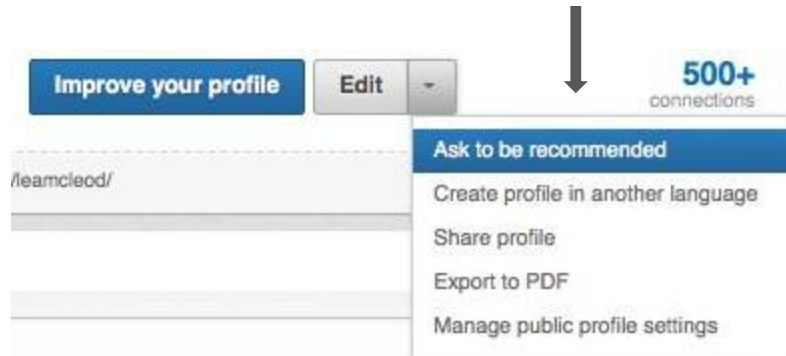 Improve your profile
Edit
500+
connections
Ask to be recommended
/leamcleod/
Create profile in another language
Share profile
Export to PDF
Manage public profile settings